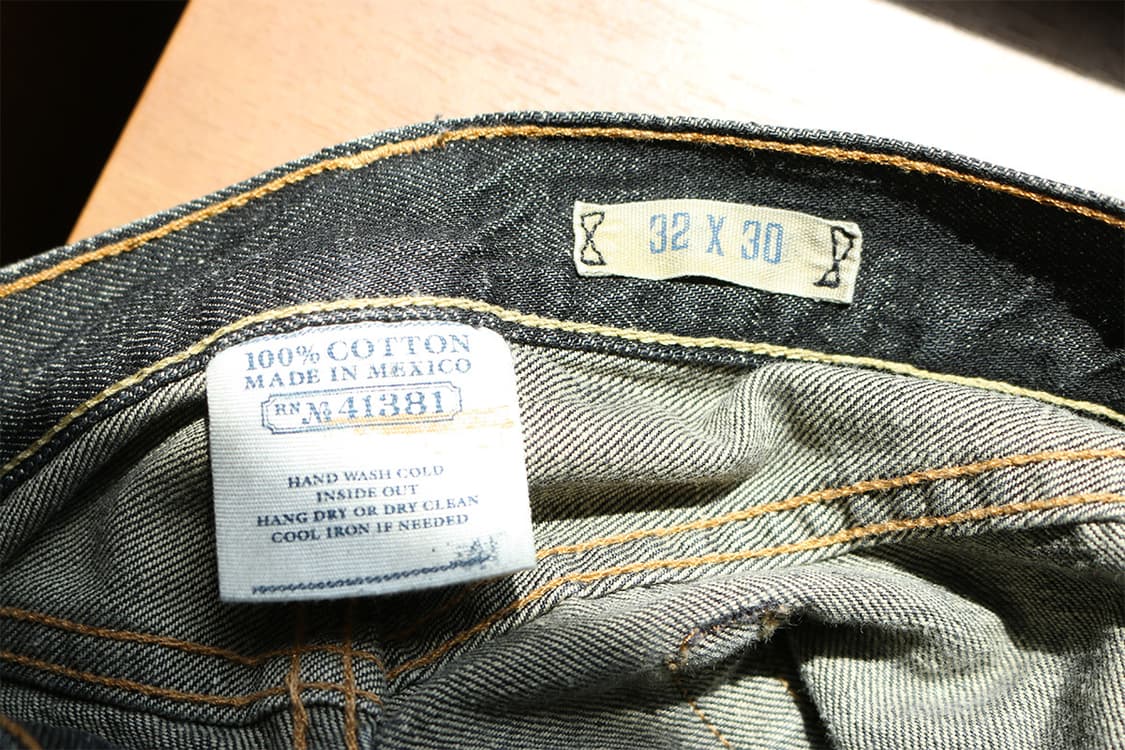 32 X 30
100% COTTON
MADE IN MEXICO
RN № 41381
HAND WASH COLD
INSIDE OUT
HANG DRY OR DRY CLEAN
COOL IRON IF NEEDED